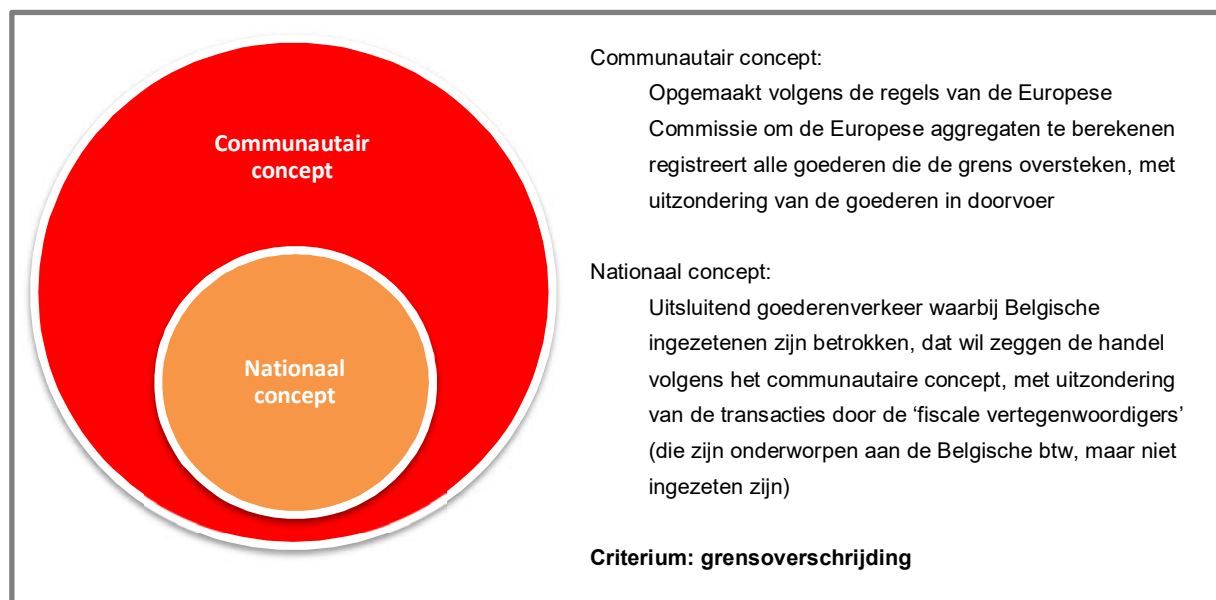 Communautair
concept
Nationaal
concept
Communautair concept:
Opgemaakt volgens de regels van de Europese
Commissie om de Europese aggregaten te berekenen
registreert alle goederen die de grens oversteken, met
uitzondering van de goederen in doorvoer
Nationaal concept:
Uitsluitend goederenverkeer waarbij Belgische
ingezetenen zijn betrokken, dat wil zeggen de handel
volgens het communautaire concept, met uitzondering
van de transacties door de ‘fiscale vertegenwoordigers’
(die zijn onderworpen aan de Belgische btw, maar niet
ingezeten zijn)
Criterium: grensoverschrijding